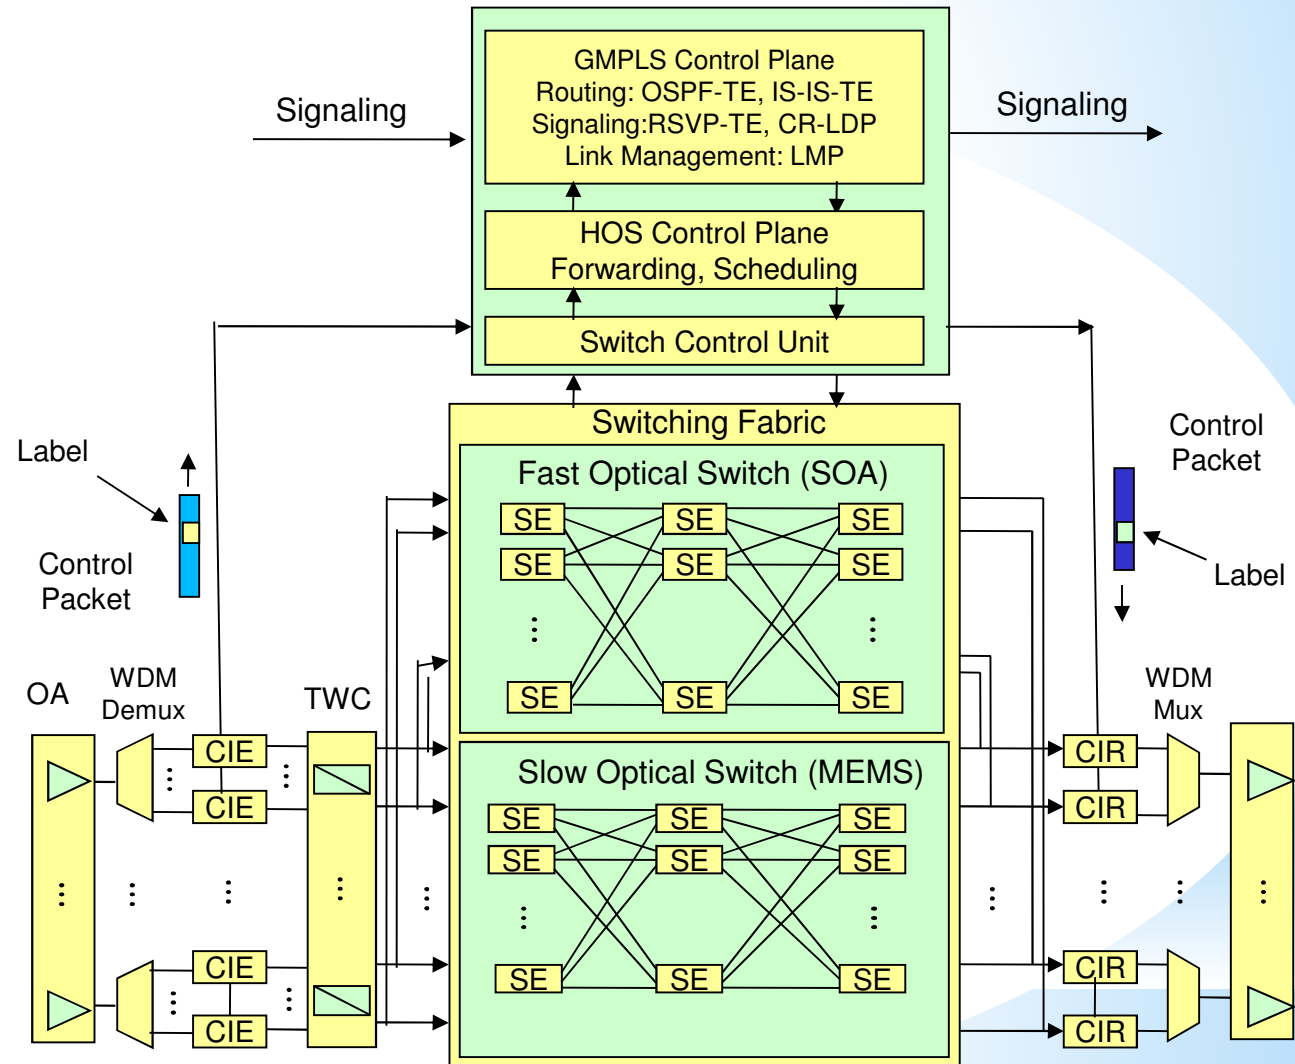 GMPLS Control Plane
Routing: OSPF-TE, IS-IS-TE
Signaling:RSVP-TE, CR-LDP
Link Management: LMP
Signaling
Signaling
HOS Control Plane
Forwarding, Scheduling
Switch Control Unit
Switching Fabric
Label
Control
Packet
Control
Packet
Label
Fast Optical Switch (SOA)
SE SE SE
SE SE SE
...
...
SE SE SE
OA
WDM
Demux
TWC
WDM
Mux
CIE
...
...
CIE
CIR
...
CIR
Slow Optical Switch (MEMS)
SE SE SE
SE SE SE
...
...
SE SE SE
... ... ... ... ... ... ... ... ...
CIE
...
...
CIE
CIR
...
CIR